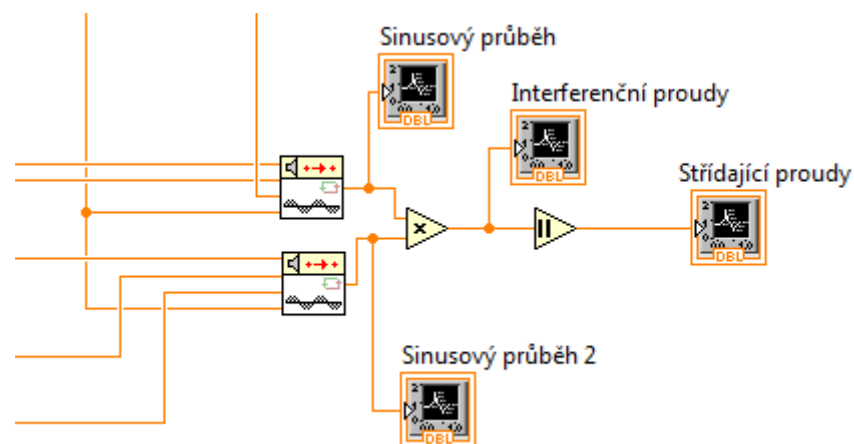 Sinusový průběh
Interferenční proudy
DBL
DBL
Střídající proudy
DBL
Sinusový průběh 2
DBL